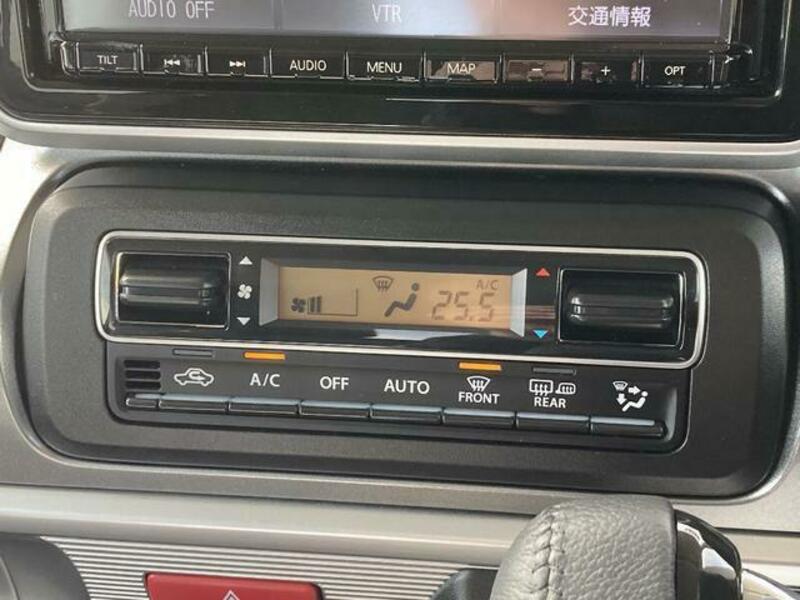 AUDIO OFF VTR 交通情報
TILT AUDIO MENU MAP - + OPT
A/C
25.5
A/C OFF AUTO FRONT REAR